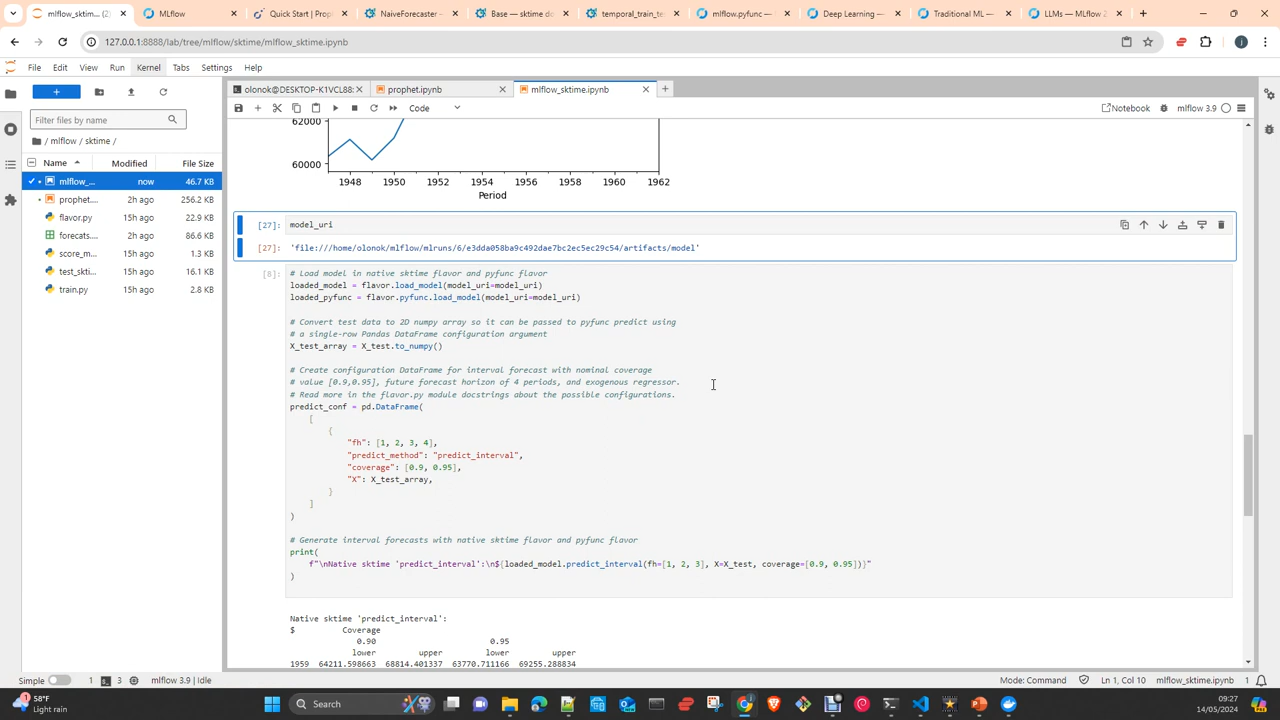 mlflow_sktim... (2)
MLflow
Quick Start | Prop
NaiveForecaster —
Base — sktime do
temporal_train_te
mlflow.pyfunc —
Deep Learning —
Traditional ML —
LLMs — MLflow 2
127.0.0.1:8888/lab/tree/mlflow/sktime/mlflow_sktime.ipynb
File Edit View Run Kernel Tabs Settings Help
olonok@DESKTOP-K1VCL88:
prophet.ipynb
mlflow_sktime.ipynb
Filter files by name
/ mlflow / sktime /
Name Modified File Size
mlflow_... now 46.7 KB
prophet.... 2h ago 256.2 KB
flavor.py 15h ago 22.9 KB
forecats.... 2h ago 86.6 KB
score_m... 15h ago 1.3 KB
test_skti... 15h ago 16.1 KB
train.py 15h ago 2.8 KB
Code
Notebook
mlflow 3.9
62000
60000
1948 1950 1952 1954 1956 1958 1960 1962
Period
[27]: model_uri
[27]: 'file:///home/olonok/mlflow/mlruns/6/e3dda058ba9c492dae7bc2ec5ec29c54/artifacts/model'
[8]: # Load model in native sktime flavor and pyfunc flavor
loaded_model = flavor.load_model(model_uri=model_uri)
loaded_pyfunc = flavor.pyfunc.load_model(model_uri=model_uri)
# Convert test data to 2D numpy array so it can be passed to pyfunc predict using
# a single-row Pandas DataFrame configuration argument
X_test_array = X_test.to_numpy()
# Create configuration DataFrame for interval forecast with nominal coverage
# value [0.9,0.95], future forecast horizon of 4 periods, and exogenous regressor.
# Read more in the flavor.py module docstrings about the possible configurations.
predict_conf = pd.DataFrame(
[
{
"fh": [1, 2, 3, 4],
"predict_method": "predict_interval",
"coverage": [0.9, 0.95],
"X": X_test_array,
}
]
)
# Generate interval forecasts with native sktime flavor and pyfunc flavor
print(
f"\nNative sktime 'predict_interval':\n${loaded_model.predict_interval(fh=[1, 2, 3], X=X_test, coverage=[0.9, 0.95])}"
)
Native sktime 'predict_interval':
$ Coverage
0.90 0.95
lower upper lower upper
1959 64211.598663 68814.401337 63770.711166 69255.288834
Simple 1 3 mlflow 3.9 | Idle
Mode: Command Ln 1, Col 10 mlflow_sktime.ipynb 1
1
58°F
Light rain
Search
09:27
14/05/2024